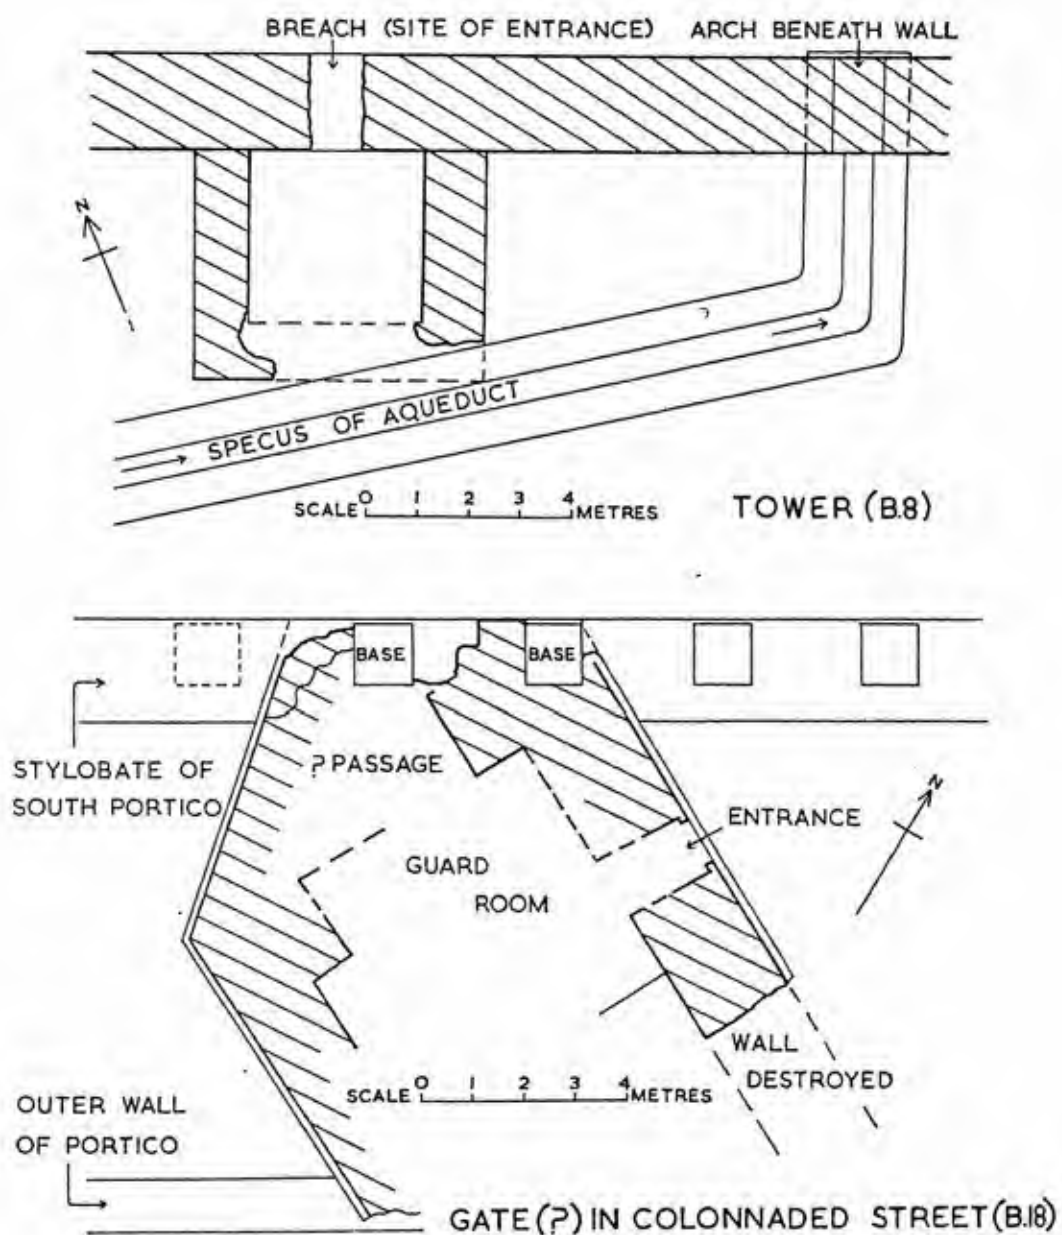 BREACH (SITE OF ENTRANCE) ARCH BENEATH WALL
N
?
SPECUS OF AQUEDUCT
0 1 2 3 4
SCALE METRES
TOWER (B.8)
BASE BASE
? PASSAGE
STYLOBATE OF
SOUTH PORTICO
N
ENTRANCE
GUARD
ROOM
WALL
DESTROYED
0 1 2 3 4
SCALE METRES
OUTER WALL
OF PORTICO
GATE (?) IN COLONNADED STREET (B.18)